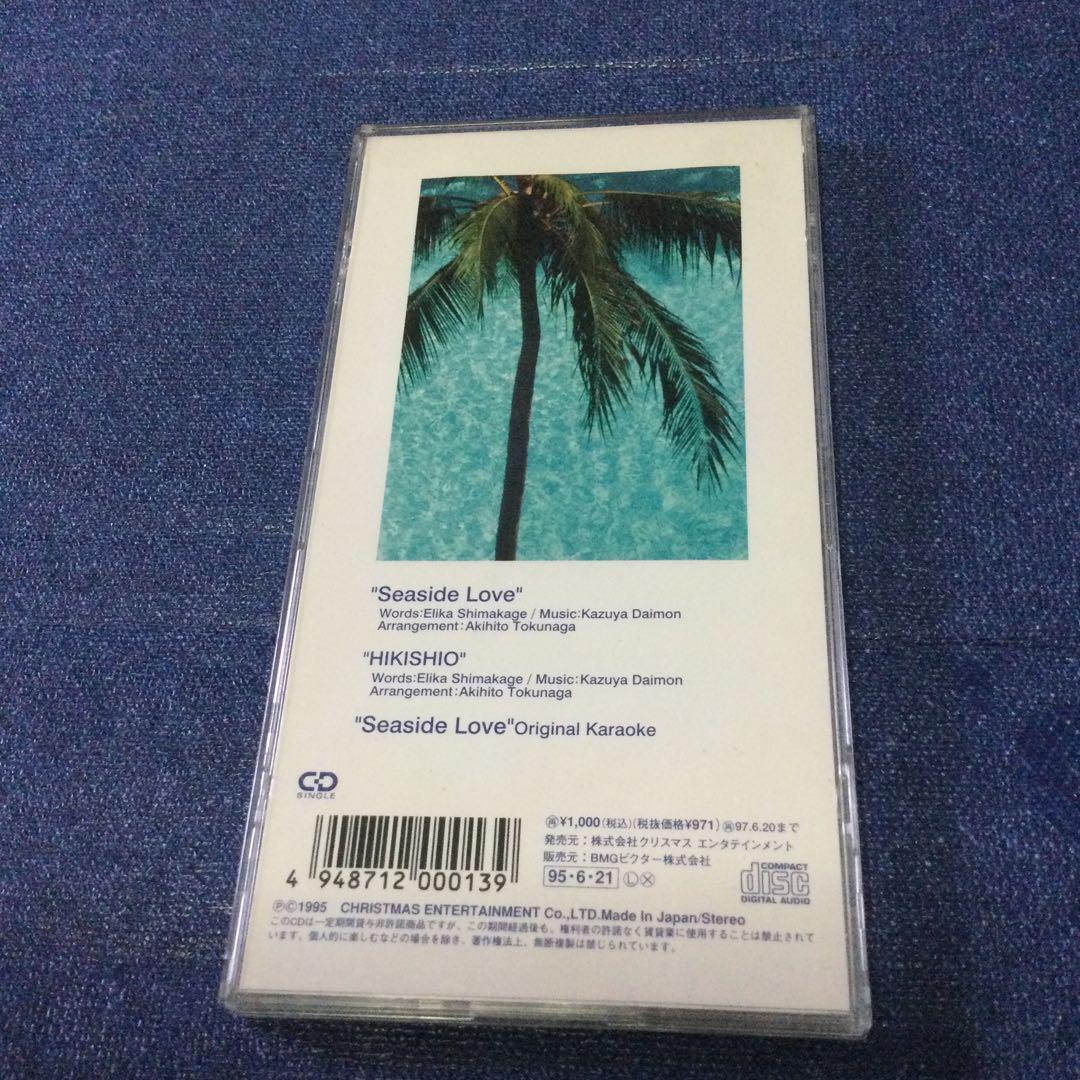 "Seaside Love"
Words:Elika Shimakage / Music:Kazuya Daimon
Arrangement:Akihito Tokunaga
"HIKISHIO"
Words:Elika Shimakage / Music:Kazuya Daimon
Arrangement:Akihito Tokunaga
"Seaside Love"Original Karaoke
CD
SINGLE
4 948712 000139
㊢¥1,000(税込)(税抜価格¥971)㊢97.6.20まで
発売元:株式会社クリスマス エンタテインメント
販売元:BMGビクター株式会社
95・6・21 Ⓛⓧ
COMPACT
disc
DIGITAL AUDIO
Ⓟ©1995 CHRISTMAS ENTERTAINMENT Co.,LTD.Made In Japan/Stereo
このCDは一定期間貸与非許諾商品ですが、この期間経過後も、権利者の許諾なく賃貸業に使用することは禁止されて
います。個人的に楽しむなどの場合を除き、著作権法上、無断複製は禁じられています。